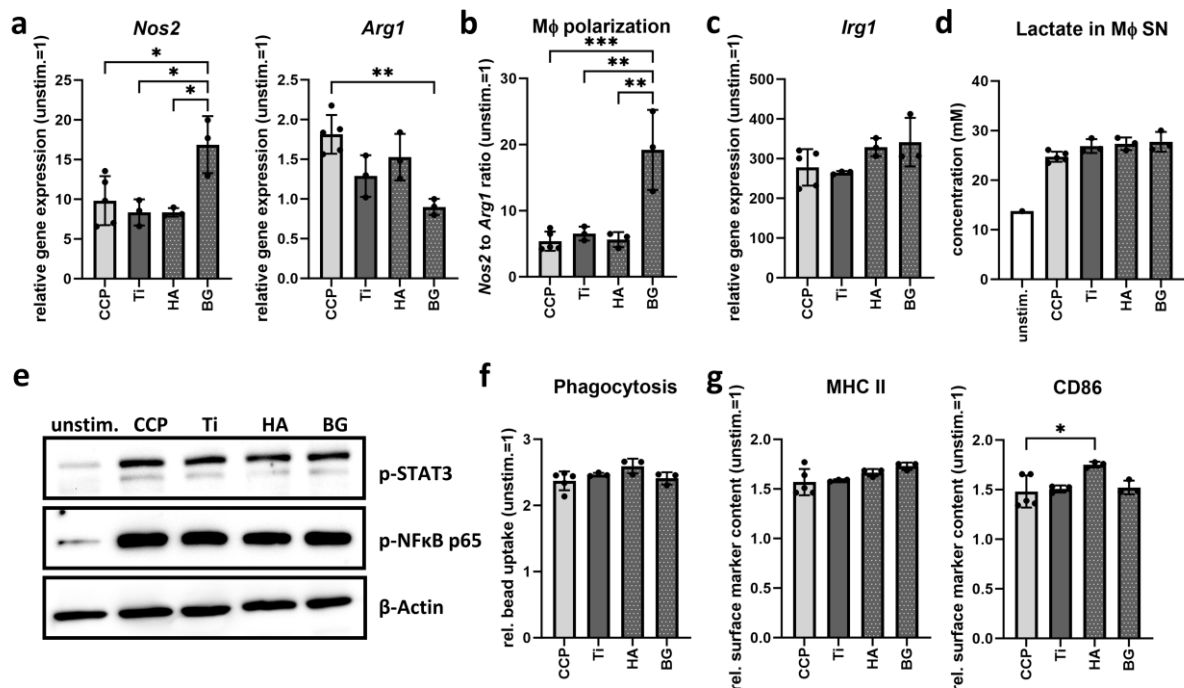 a
Nos2
relative gene expression (unstim.=1)
25
20
15
10
5
0
*
*
*
CCP
Ti
HA
BG
Arg1
relative gene expression (unstim.=1)
2.5
2.0
1.5
1.0
0.5
0.0
**
CCP
Ti
HA
BG
b
Mϕ polarization
Nos2 to Arg1 ratio (unstim.=1)
30
20
10
0
***
**
**
CCP
Ti
HA
BG
c
Irg1
relative gene expression (unstim.=1)
500
400
300
200
100
0
CCP
Ti
HA
BG
d
Lactate in Mϕ SN
concentration (mM)
40
30
20
10
0
unstim.
CCP
Ti
HA
BG
e
unstim. CCP Ti HA BG
p-STAT3
p-NFκB p65
β-Actin
f
Phagocytosis
rel. bead uptake (unstim.=1)
3
2
1
0
CCP
Ti
HA
BG
g
MHC II
rel. surface marker content (unstim.=1)
2.0
1.5
1.0
0.5
0.0
CCP
Ti
HA
BG
CD86
rel. surface marker content (unstim.=1)
2.0
1.5
1.0
0.5
0.0
*
CCP
Ti
HA
BG